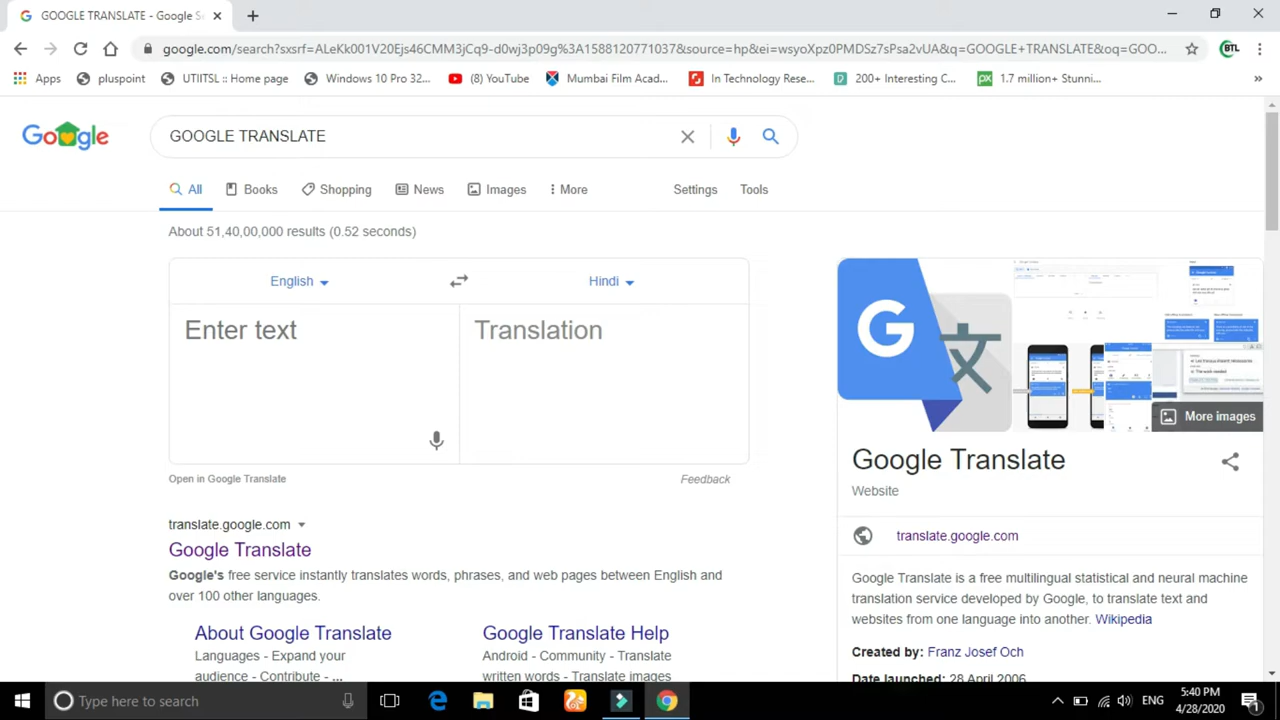 GOOGLE TRANSLATE - Google S
google.com/search?sxsrf=ALeKk001V20Ejs46CMM3jCq9-d0wj3p09g%3A1588120771037&source=hp&ei=wsyoXpz0PMDSz7sPsa2vUA&q=GOOGLE+TRANSLATE&oq=GOO...
BTL
Apps pluspoint UTIITSL :: Home page Windows 10 Pro 32... (8) YouTube Mumbai Film Acad... In Technology Rese... 200+ Interesting C... 1.7 million+ Stunni... »
Google GOOGLE TRANSLATE
All Books Shopping News Images More Settings Tools
About 51,40,00,000 results (0.52 seconds)
English Hindi
Enter text Translation
Open in Google Translate Feedback
translate.google.com
Google Translate
Google's free service instantly translates words, phrases, and web pages between English and
over 100 other languages.
About Google Translate Google Translate Help
Languages - Expand your Android - Community - Translate
audience - Contribute - ... written words - Translate images
G 文
More images
Google Translate
Website
translate.google.com
Google Translate is a free multilingual statistical and neural machine
translation service developed by Google, to translate text and
websites from one language into another. Wikipedia
Created by: Franz Josef Och
Date launched: 28 April 2006
Type here to search ENG 5:40 PM
4/28/2020 1